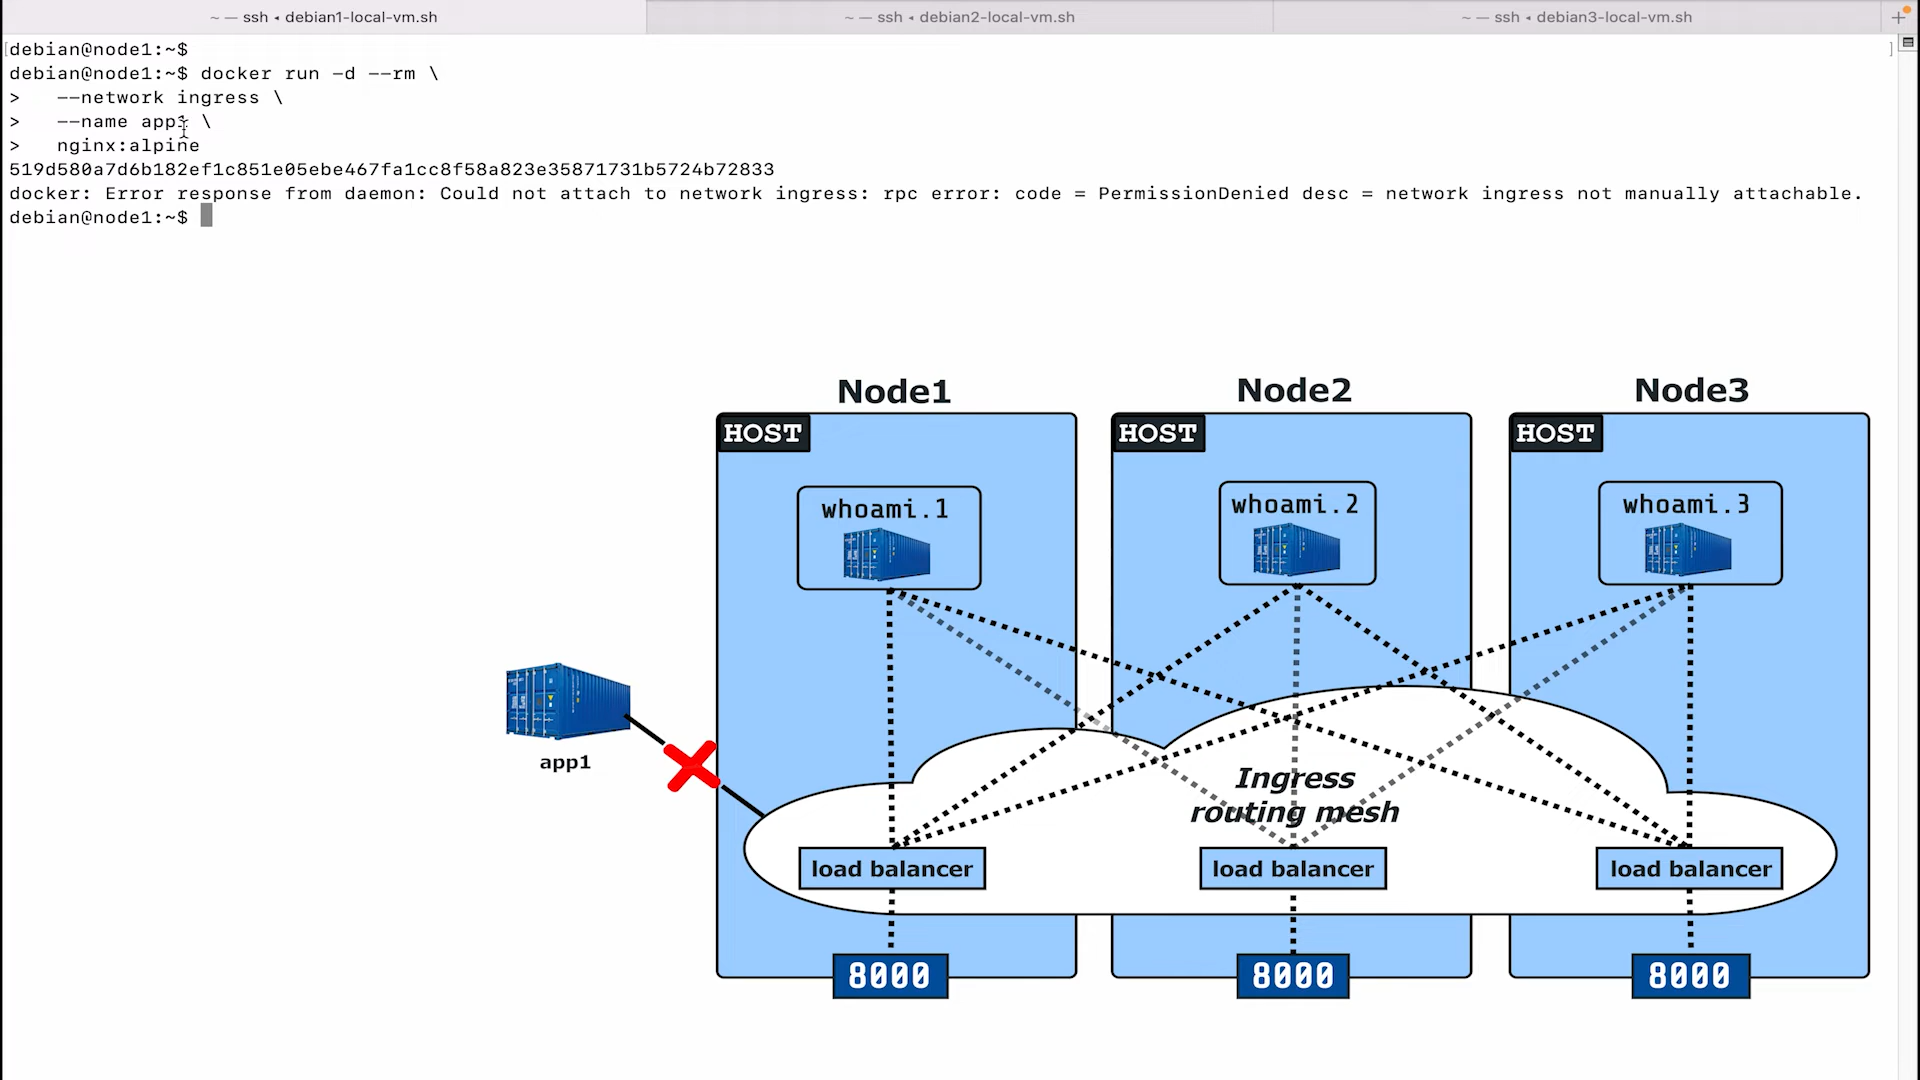 ~ — ssh ◂ debian1-local-vm.sh
~ — ssh ◂ debian2-local-vm.sh
~ — ssh ◂ debian3-local-vm.sh
[debian@node1:~$ ]
debian@node1:~$ docker run -d --rm \
>   --network ingress \
>   --name app1 \
>   nginx:alpine
519d580a7d6b182ef1c851e05ebe467fa1cc8f58a823e35871731b5724b72833
docker: Error response from daemon: Could not attach to network ingress: rpc error: code = PermissionDenied desc = network ingress not manually attachable.
debian@node1:~$
Node1
Node2
Node3
HOST
HOST
HOST
whoami.1
whoami.2
whoami.3
app1
Ingress
routing mesh
load balancer
load balancer
load balancer
8000
8000
8000